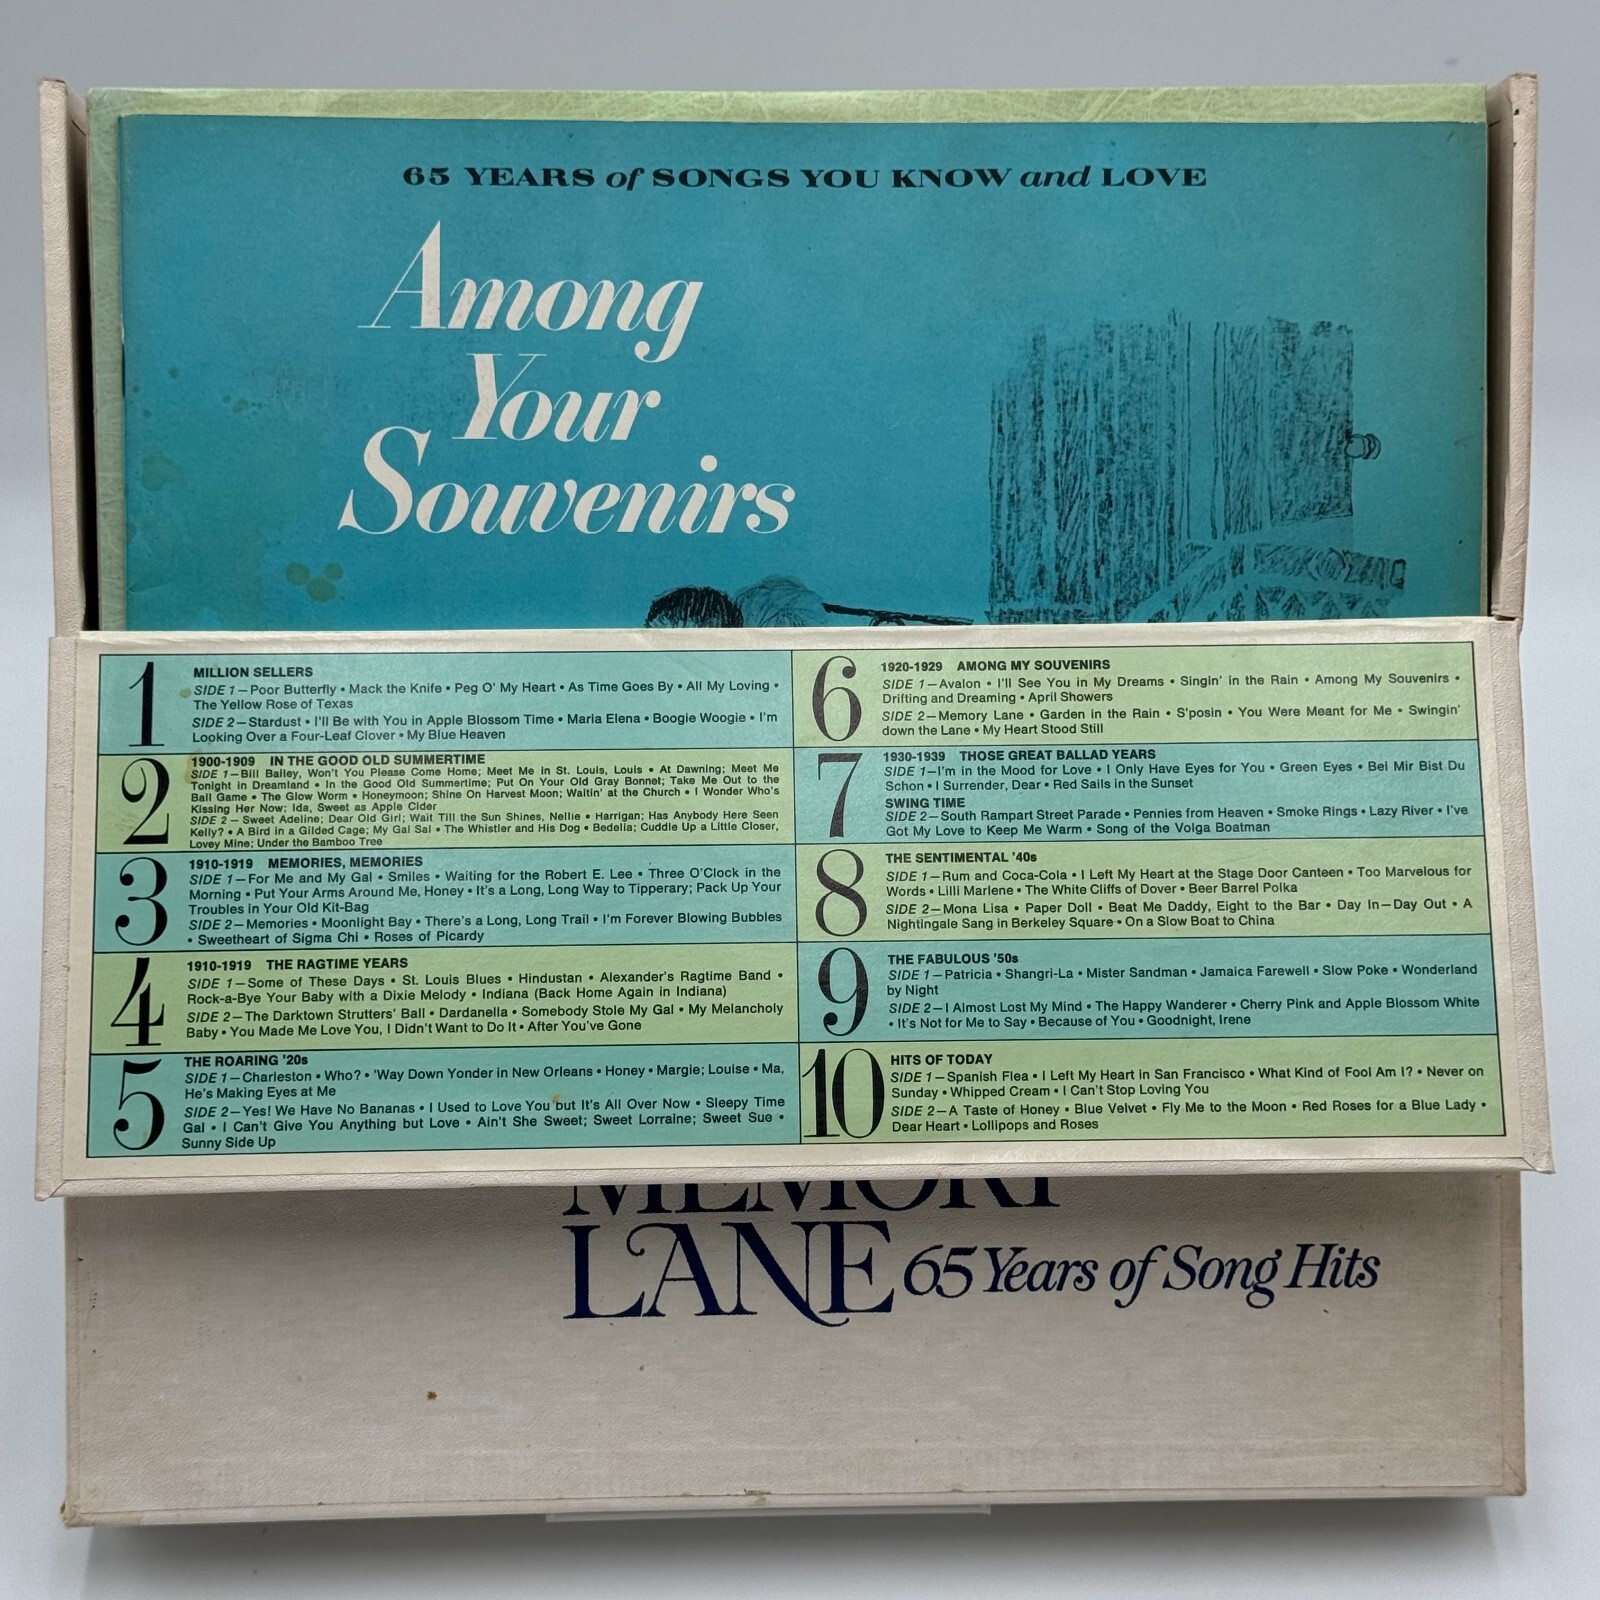 65 YEARS of SONGS YOU KNOW and LOVE
Among
Your
Souvenirs
1
MILLION SELLERS
SIDE 1—Poor Butterfly • Mack the Knife • Peg O' My Heart • As Time Goes By • All My Loving •
The Yellow Rose of Texas
SIDE 2—Stardust • I'll Be with You in Apple Blossom Time • Maria Elena • Boogie Woogie • I'm
Looking Over a Four-Leaf Clover • My Blue Heaven
2
1900-1909 IN THE GOOD OLD SUMMERTIME
SIDE 1—Bill Bailey, Won't You Please Come Home; Meet Me in St. Louis, Louis • At Dawning; Meet Me
Tonight in Dreamland • In the Good Old Summertime; Put On Your Old Gray Bonnet; Take Me Out to the
Ball Game • The Glow Worm • Honeymoon; Shine On Harvest Moon; Waitin' at the Church • I Wonder Who's
Kissing Her Now; Ida, Sweet as Apple Cider
SIDE 2 — Sweet Adeline; Dear Old Girl; Wait Till the Sun Shines, Nellie • Harrigan; Has Anybody Here Seen
Kelly? • A Bird in a Gilded Cage; My Gal Sal • The Whistler and His Dog • Bedelia; Cuddle Up a Little Closer,
Lovey Mine; Under the Bamboo Tree
3
1910-1919 MEMORIES, MEMORIES
SIDE 1—For Me and My Gal • Smiles • Waiting for the Robert E. Lee • Three O'Clock in the
Morning • Put Your Arms Around Me, Honey • It's a Long, Long Way to Tipperary; Pack Up Your
Troubles in Your Old Kit-Bag
SIDE 2—Memories • Moonlight Bay • There's a Long, Long Trail • I'm Forever Blowing Bubbles
• Sweetheart of Sigma Chi • Roses of Picardy
4
1910-1919 THE RAGTIME YEARS
SIDE 1—Some of These Days • St. Louis Blues • Hindustan • Alexander's Ragtime Band •
Rock-a-Bye Your Baby with a Dixie Melody • Indiana (Back Home Again in Indiana)
SIDE 2—The Darktown Strutters' Ball • Dardanella • Somebody Stole My Gal • My Melancholy
Baby • You Made Me Love You, I Didn't Want to Do It • After You've Gone
5
THE ROARING '20s
SIDE 1—Charleston • Who? • 'Way Down Yonder in New Orleans • Honey • Margie; Louise • Ma,
He's Making Eyes at Me
SIDE 2—Yes! We Have No Bananas • I Used to Love You but It's All Over Now • Sleepy Time
Gal • I Can't Give You Anything but Love • Ain't She Sweet; Sweet Lorraine; Sweet Sue •
Sunny Side Up
6
1920-1929 AMONG MY SOUVENIRS
SIDE 1—Avalon • I'll See You in My Dreams • Singin' in the Rain • Among My Souvenirs •
Drifting and Dreaming • April Showers
SIDE 2—Memory Lane • Garden in the Rain • S'posin • You Were Meant for Me • Swingin'
down the Lane • My Heart Stood Still
7
1930-1939 THOSE GREAT BALLAD YEARS
SIDE 1—I'm in the Mood for Love • I Only Have Eyes for You • Green Eyes • Bel Mir Bist Du
Schon • I Surrender, Dear • Red Sails in the Sunset
SWING TIME
SIDE 2—South Rampart Street Parade • Pennies from Heaven • Smoke Rings • Lazy River • I've
Got My Love to Keep Me Warm • Song of the Volga Boatman
8
THE SENTIMENTAL '40s
SIDE 1—Rum and Coca-Cola • I Left My Heart at the Stage Door Canteen • Too Marvelous for
Words • Lilli Marlene • The White Cliffs of Dover • Beer Barrel Polka
SIDE 2—Mona Lisa • Paper Doll • Beat Me Daddy, Eight to the Bar • Day In—Day Out • A
Nightingale Sang in Berkeley Square • On a Slow Boat to China
9
THE FABULOUS '50s
SIDE 1—Patricia • Shangri-La • Mister Sandman • Jamaica Farewell • Slow Poke • Wonderland
by Night
SIDE 2—I Almost Lost My Mind • The Happy Wanderer • Cherry Pink and Apple Blossom White
• It's Not for Me to Say • Because of You • Goodnight, Irene
10
HITS OF TODAY
SIDE 1—Spanish Flea • I Left My Heart in San Francisco • What Kind of Fool Am I? • Never on
Sunday • Whipped Cream • I Can't Stop Loving You
SIDE 2—A Taste of Honey • Blue Velvet • Fly Me to the Moon • Red Roses for a Blue Lady •
Dear Heart • Lollipops and Roses
MEMORY
LANE 65 Years of Song Hits